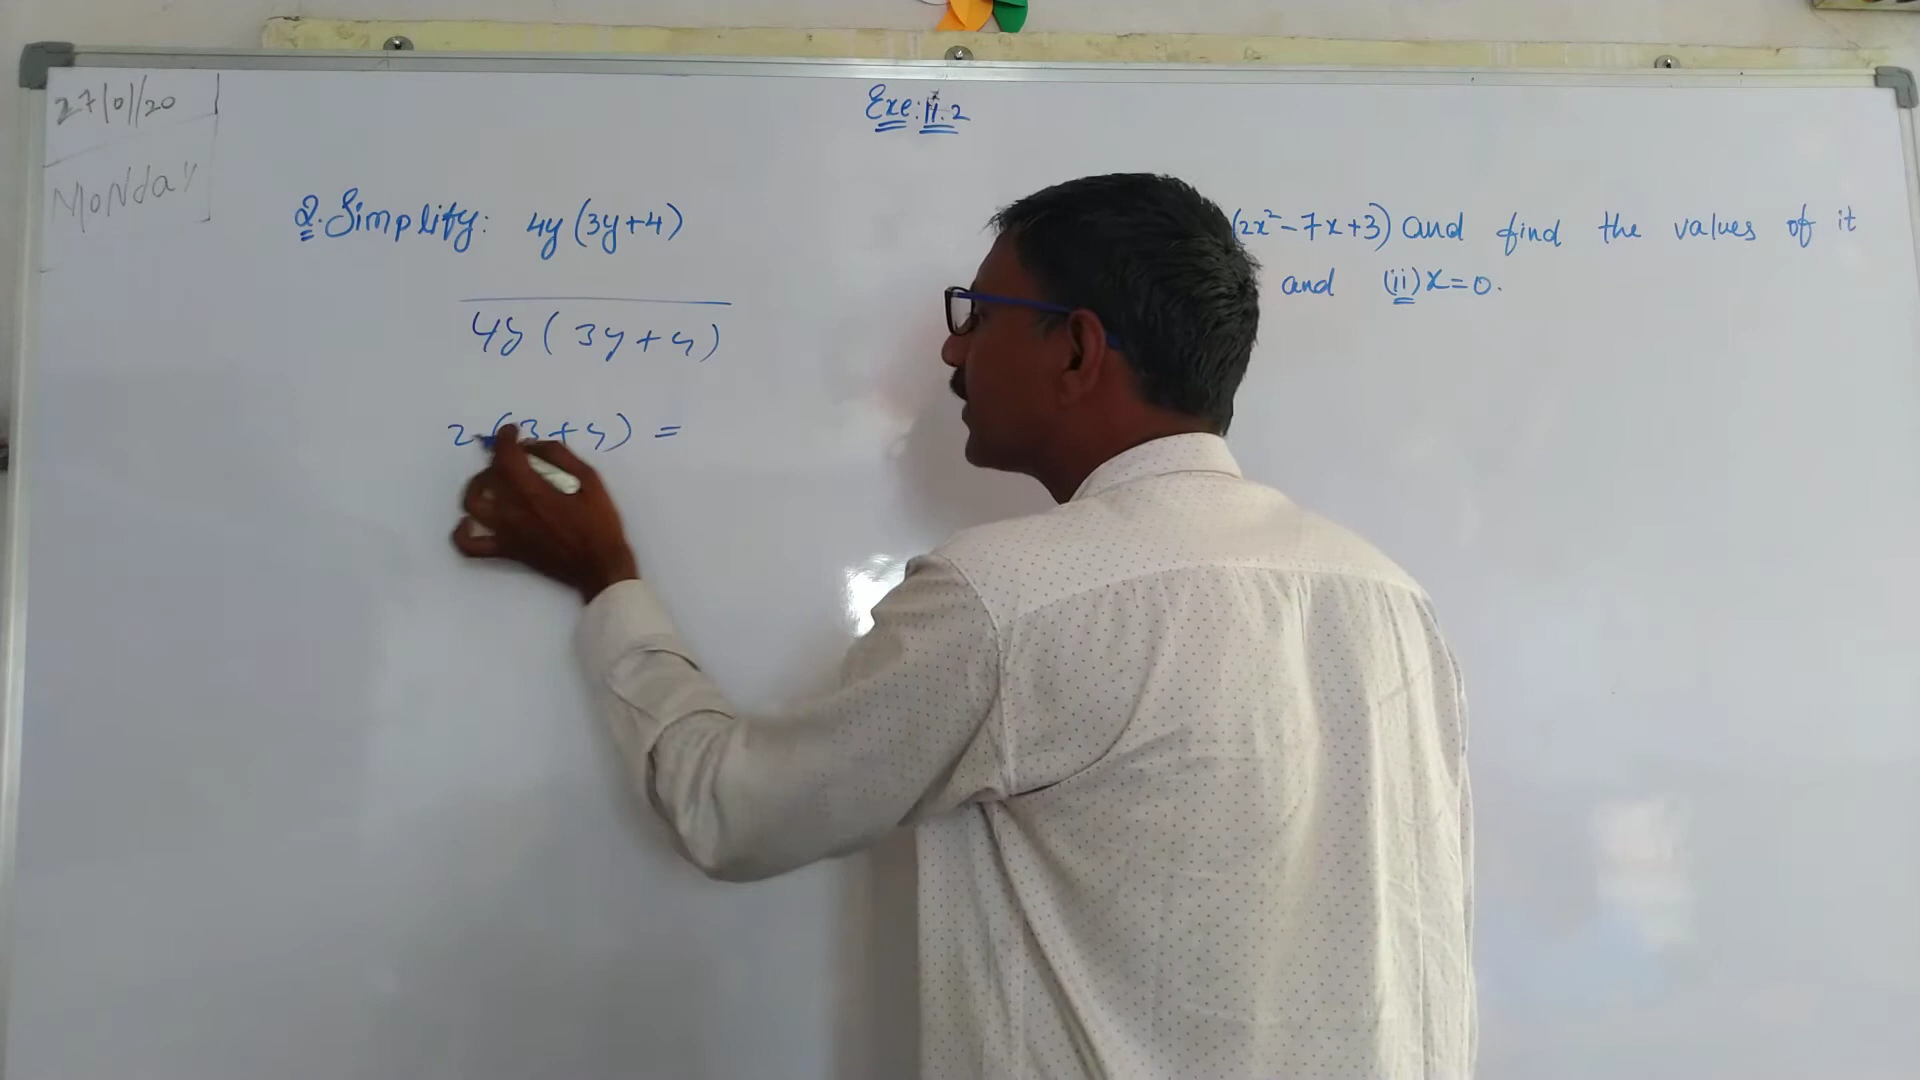 27/01/20
Monday
Exe: 11.2
Q. Simplify: 4y (3y+4)
4y ( 3y + 4 )
2 ( 3 + 4 ) =
(2x² - 7x + 3) and find the values of it
and (ii) x = 0.